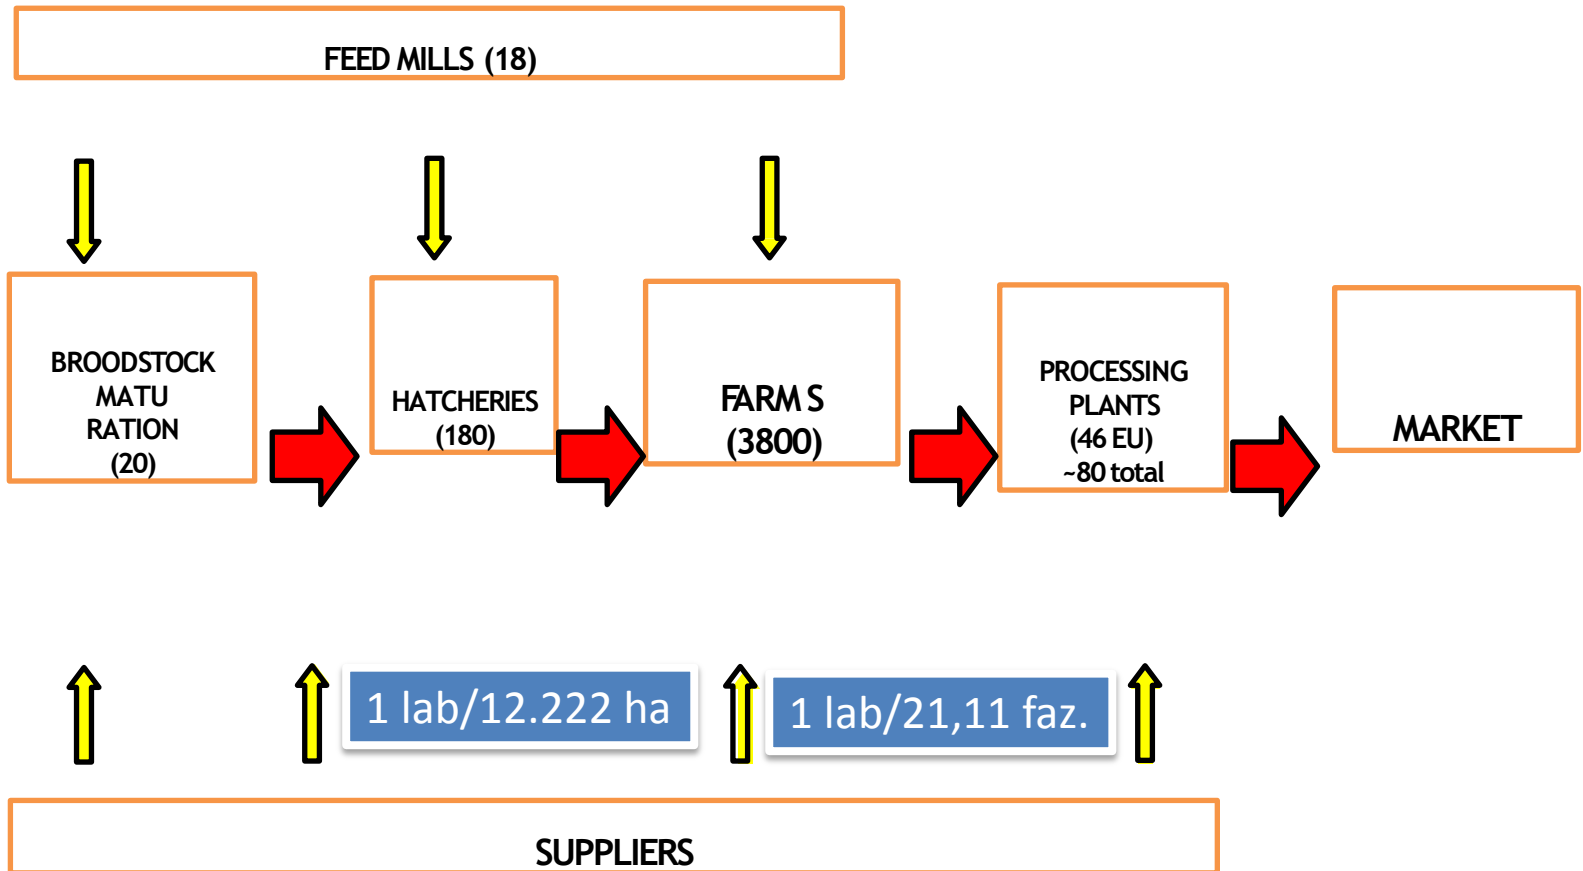 FEED MILLS (18)
BROODSTOCK
MATU
RATION
(20)
HATCHERIES
(180)
FARM S
(3800)
PROCESSING
PLANTS
(46 EU)
~80 total
MARKET
1 lab/12.222 ha
1 lab/21,11 faz.
SUPPLIERS